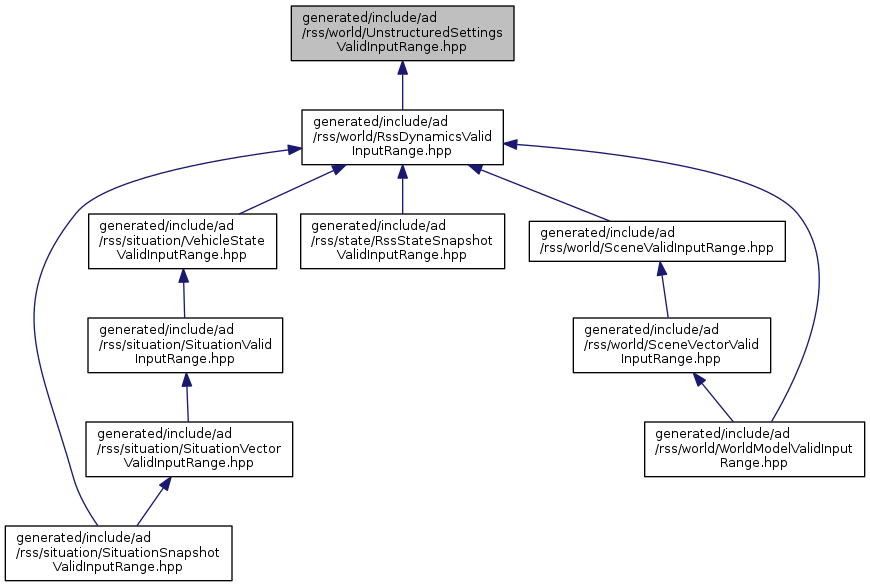 generated/include/ad
/rss/world/UnstructuredSettings
ValidInputRange.hpp
generated/include/ad
/rss/world/RssDynamicsValid
InputRange.hpp
generated/include/ad
/rss/situation/VehicleState
ValidInputRange.hpp
generated/include/ad
/rss/state/RssStateSnapshot
ValidInputRange.hpp
generated/include/ad
/rss/world/SceneValidInputRange.hpp
generated/include/ad
/rss/situation/SituationValid
InputRange.hpp
generated/include/ad
/rss/world/SceneVectorValid
InputRange.hpp
generated/include/ad
/rss/situation/SituationVector
ValidInputRange.hpp
generated/include/ad
/rss/world/WorldModelValidInput
Range.hpp
generated/include/ad
/rss/situation/SituationSnapshot
ValidInputRange.hpp